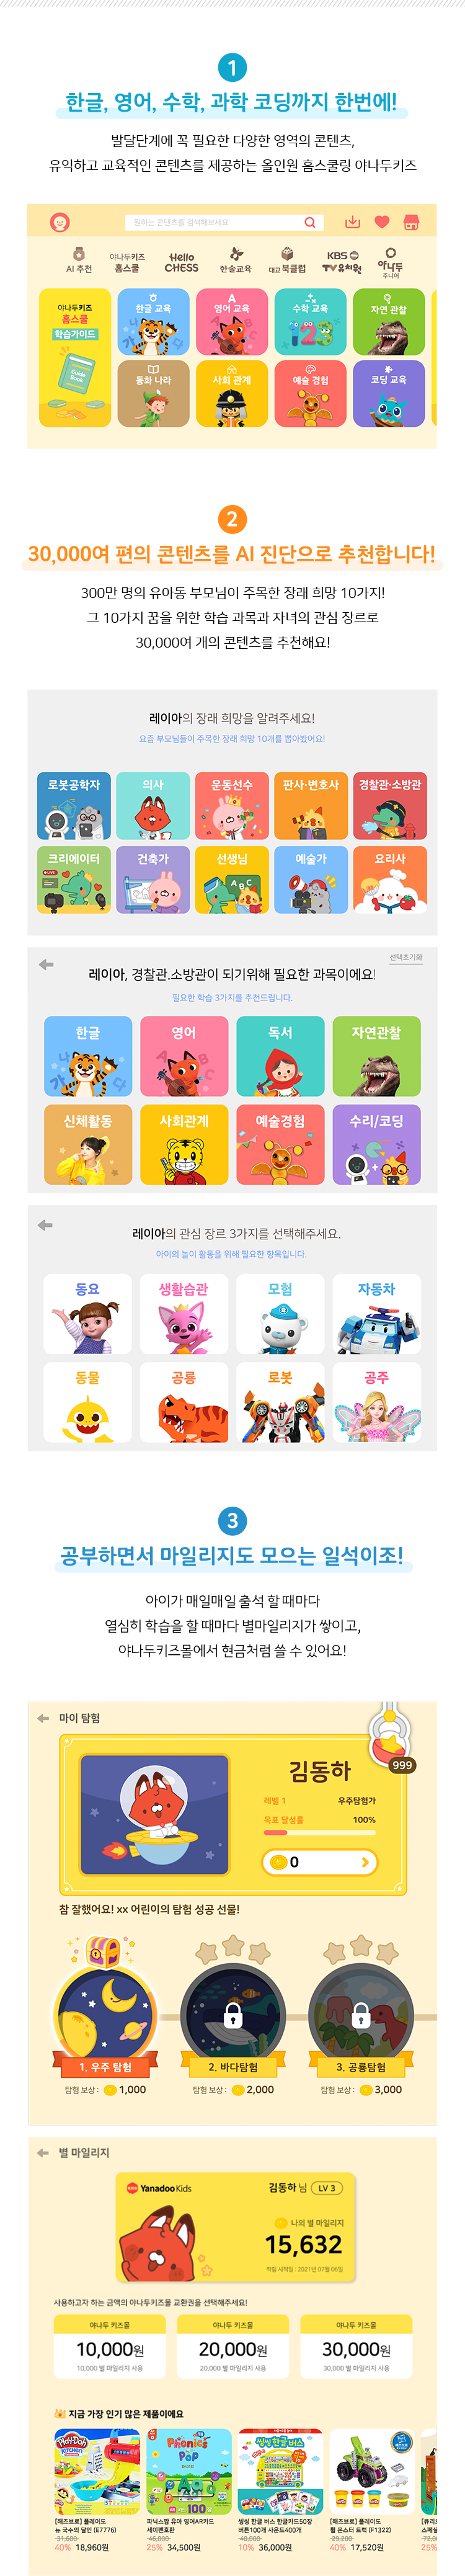 1
한글, 영어, 수학, 과학 코딩까지 한번에!
발달단계에 꼭 필요한 다양한 영역의 콘텐츠,
유익하고 교육적인 콘텐츠를 제공하는 올인원 홈스쿨링 야나두키즈
원하는 콘텐츠를 검색해보세요
AI 추천
야나두키즈 홈스쿨
Hello CHESS
한솔교육
대교 북클럽
KBS TV유치원
야나두 주니어
야나두키즈
홈스쿨
학습가이드
Guide Book
한글 교육
영어 교육
수학 교육
자연 관찰
동화 나라
사회 관계
예술 경험
코딩 교육
2
30,000여 편의 콘텐츠를 AI 진단으로 추천합니다!
300만 명의 유아동 부모님이 주목한 장래 희망 10가지!
그 10가지 꿈을 위한 학습 과목과 자녀의 관심 장르로
30,000여 개의 콘텐츠를 추천해요!
레이아의 장래 희망을 알려주세요!
요즘 부모님들이 주목한 장래 희망 10개를 뽑아봤어요!
로봇공학자
의사
운동선수
판사·변호사
경찰관·소방관
크리에이터
건축가
선생님
예술가
요리사
LIVE
A B C
선택초기화
레이아, 경찰관.소방관이 되기위해 필요한 과목이에요!
필요한 학습 3가지를 추천드립니다.
한글
영어
독서
자연관찰
신체활동
사회관계
예술경험
수리/코딩
레이아의 관심 장르 3가지를 선택해주세요.
아이의 놀이 활동을 위해 필요한 항목입니다.
동요
생활습관
모험
자동차
동물
공룡
로봇
공주
3
공부하면서 마일리지도 모으는 일석이조!
아이가 매일매일 출석 할 때마다
열심히 학습을 할 때마다 별마일리지가 쌓이고,
야나두키즈몰에서 현금처럼 쓸 수 있어요!
마이 탐험
999
김동하
레벨 1 우주탐험가
목표 달성률 100%
0
참 잘했어요! xx 어린이의 탐험 성공 선물!
1. 우주 탐험
2. 바다탐험
3. 공룡탐험
탐험 보상 : 1,000
탐험 보상 : 2,000
탐험 보상 : 3,000
별 마일리지
Yanadoo Kids
김동하 님 LV 3
나의 별 마일리지
15,632
적립 시작일 : 2021년 07월 06일
사용하고자 하는 금액의 야나두키즈몰 교환권을 선택해주세요!
야나두 키즈몰
야나두 키즈몰
야나두 키즈몰
10,000원
20,000원
30,000원
10,000 별 마일리지 사용
20,000 별 마일리지 사용
30,000 별 마일리지 사용
지금 가장 인기 많은 제품이에요
Play-Doh
KITCHEN
Phonics POP
AR
100
씽씽 한글 버스
[해즈브로] 플레이도
뉴 국수의 달인 (E7776)
31,600
40% 18,960원
파닉스팝 유아 영어AR카드
세이펜호환
46,000
25% 34,500원
씽씽 한글 버스 한글카드50장
버튼100개 사운드400개
40,000
10% 36,000원
[해즈브로] 플레이도
휠 몬스터 트럭 (F1322)
29,200
40% 17,520원
25%